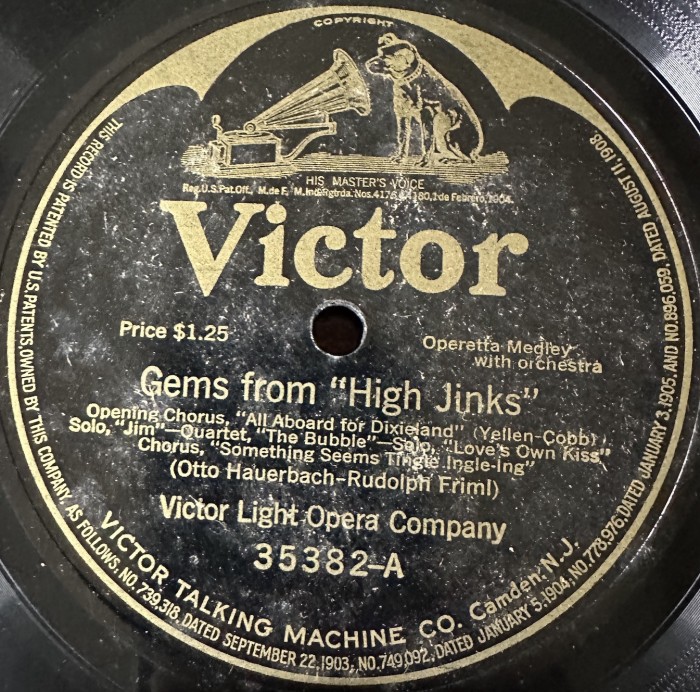 COPYRIGHT
HIS MASTER'S VOICE
Reg.U.S.Pat.Off. M.de F. M.Ind.Rgtrda. Nos. 1de Febrero,1904.
Victor
Price $1.25
Operetta Medley
with orchestra
Gems from "High Jinks"
Opening Chorus, "All Aboard for Dixieland" (Yellen-Cobb)
Solo, "Jim"—Quartet, "The Bubble"—Solo, "Love's Own Kiss"
Chorus, "Something Seems Tingle Ingle-ing"
(Otto Hauerbach-Rudolph Friml)
Victor Light Opera Company
35382-A
VICTOR TALKING MACHINE CO. Camden. N.J.
THIS RECORD IS PATENTED BY U.S. PATENTS, OWNED BY THIS COMPANY, AS FOLLOWS; NO. 739,318, DATED SEPTEMBER 22, 1903, NO. 749,092, DATED JANUARY 5, 1904, NO. 778,976, DATED JANUARY 3, 1905, AND NO. 896,059, DATED AUGUST 11, 1908.